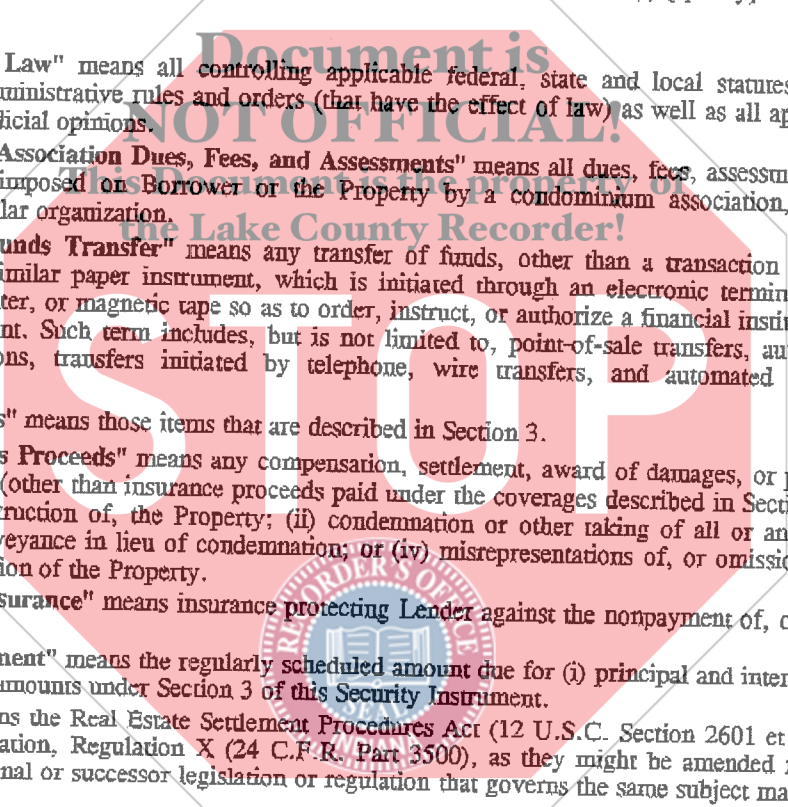 Law" means all controlling applicable federal, state and local statutes
ministrative rules and orders (that have the effect of law) as well as all ap
dicial opinions.
Association Dues, Fees, and Assessments" means all dues, fees, assessm
imposed on Borrower or the Property by a condominium association,
lar organization.
unds Transfer" means any transfer of funds, other than a transaction
imilar paper instrument, which is initiated through an electronic termin
ter, or magnetic tape so as to order, instruct, or authorize a financial instit
nt. Such term includes, but is not limited to, point-of-sale transfers, au
ons, transfers initiated by telephone, wire transfers, and automated
s" means those items that are described in Section 3.
s Proceeds" means any compensation, settlement, award of damages, or p
(other than insurance proceeds paid under the coverages described in Secti
ruction of, the Property; (ii) condemnation or other taking of all or an
eyance in lieu of condemnation; or (iv) misrepresentations of, or omissio
ion of the Property.
surance" means insurance protecting Lender against the nonpayment of, o
ment" means the regularly scheduled amount due for (i) principal and inter
amounts under Section 3 of this Security Instrument.
ns the Real Estate Settlement Procedures Act (12 U.S.C. Section 2601 et
ation, Regulation X (24 C.F.R. Part 3500), as they might be amended
nal or successor legislation or regulation that governs the same subject ma
Document is
NOT OFFICIAL!
This Document is the property of
the Lake County Recorder!
STOP
RECORDER'S OFFICE
SEAL
INDIANA